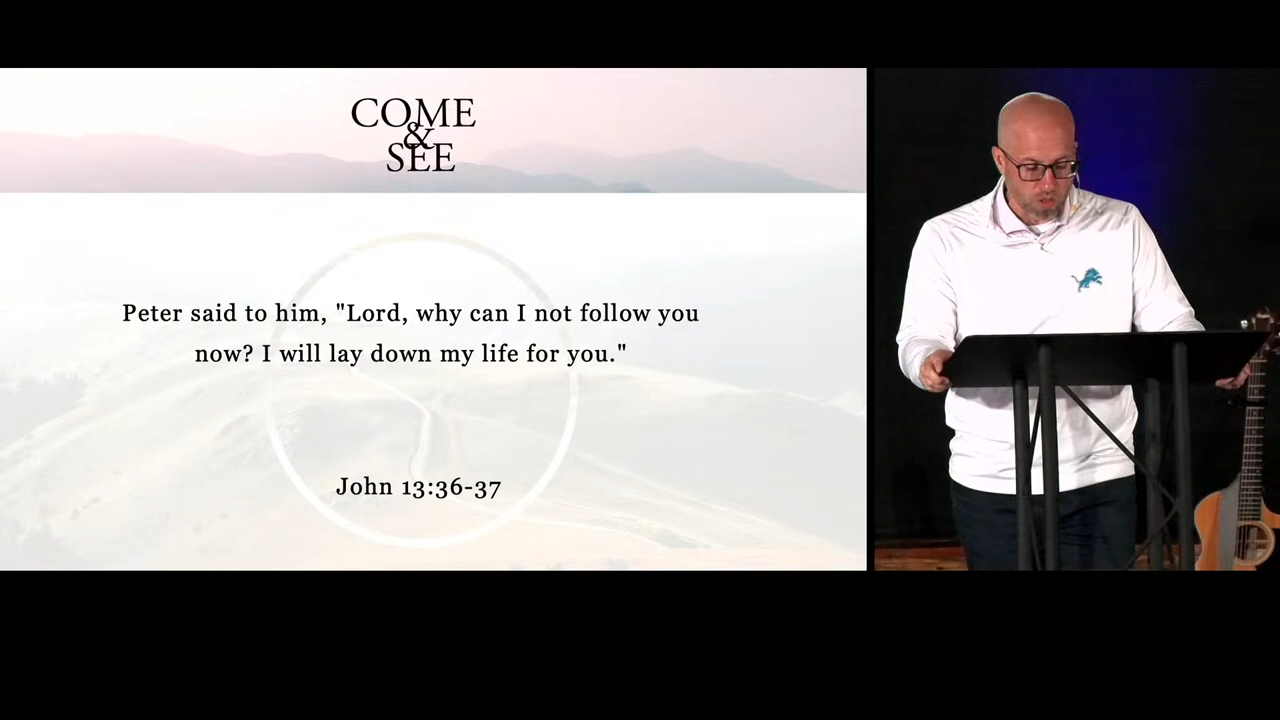 COME
&
SEE
Peter said to him, "Lord, why can I not follow you
now? I will lay down my life for you."
John 13:36-37